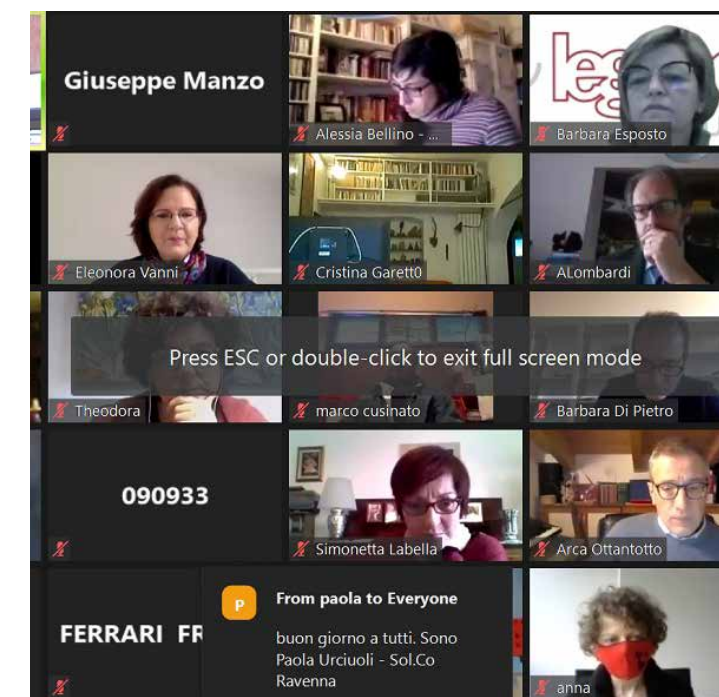 Giuseppe Manzo
Alessia Bellino - ...
Barbara Esposto
Eleonora Vanni
Cristina Garett0
ALombardi
Press ESC or double-click to exit full screen mode
Theodora
marco cusinato
Barbara Di Pietro
090933
Simonetta Labella
Arca Ottantotto
FERRARI FR
P
From paola to Everyone
buon giorno a tutti. Sono
Paola Urciuoli - Sol.Co
Ravenna
anna